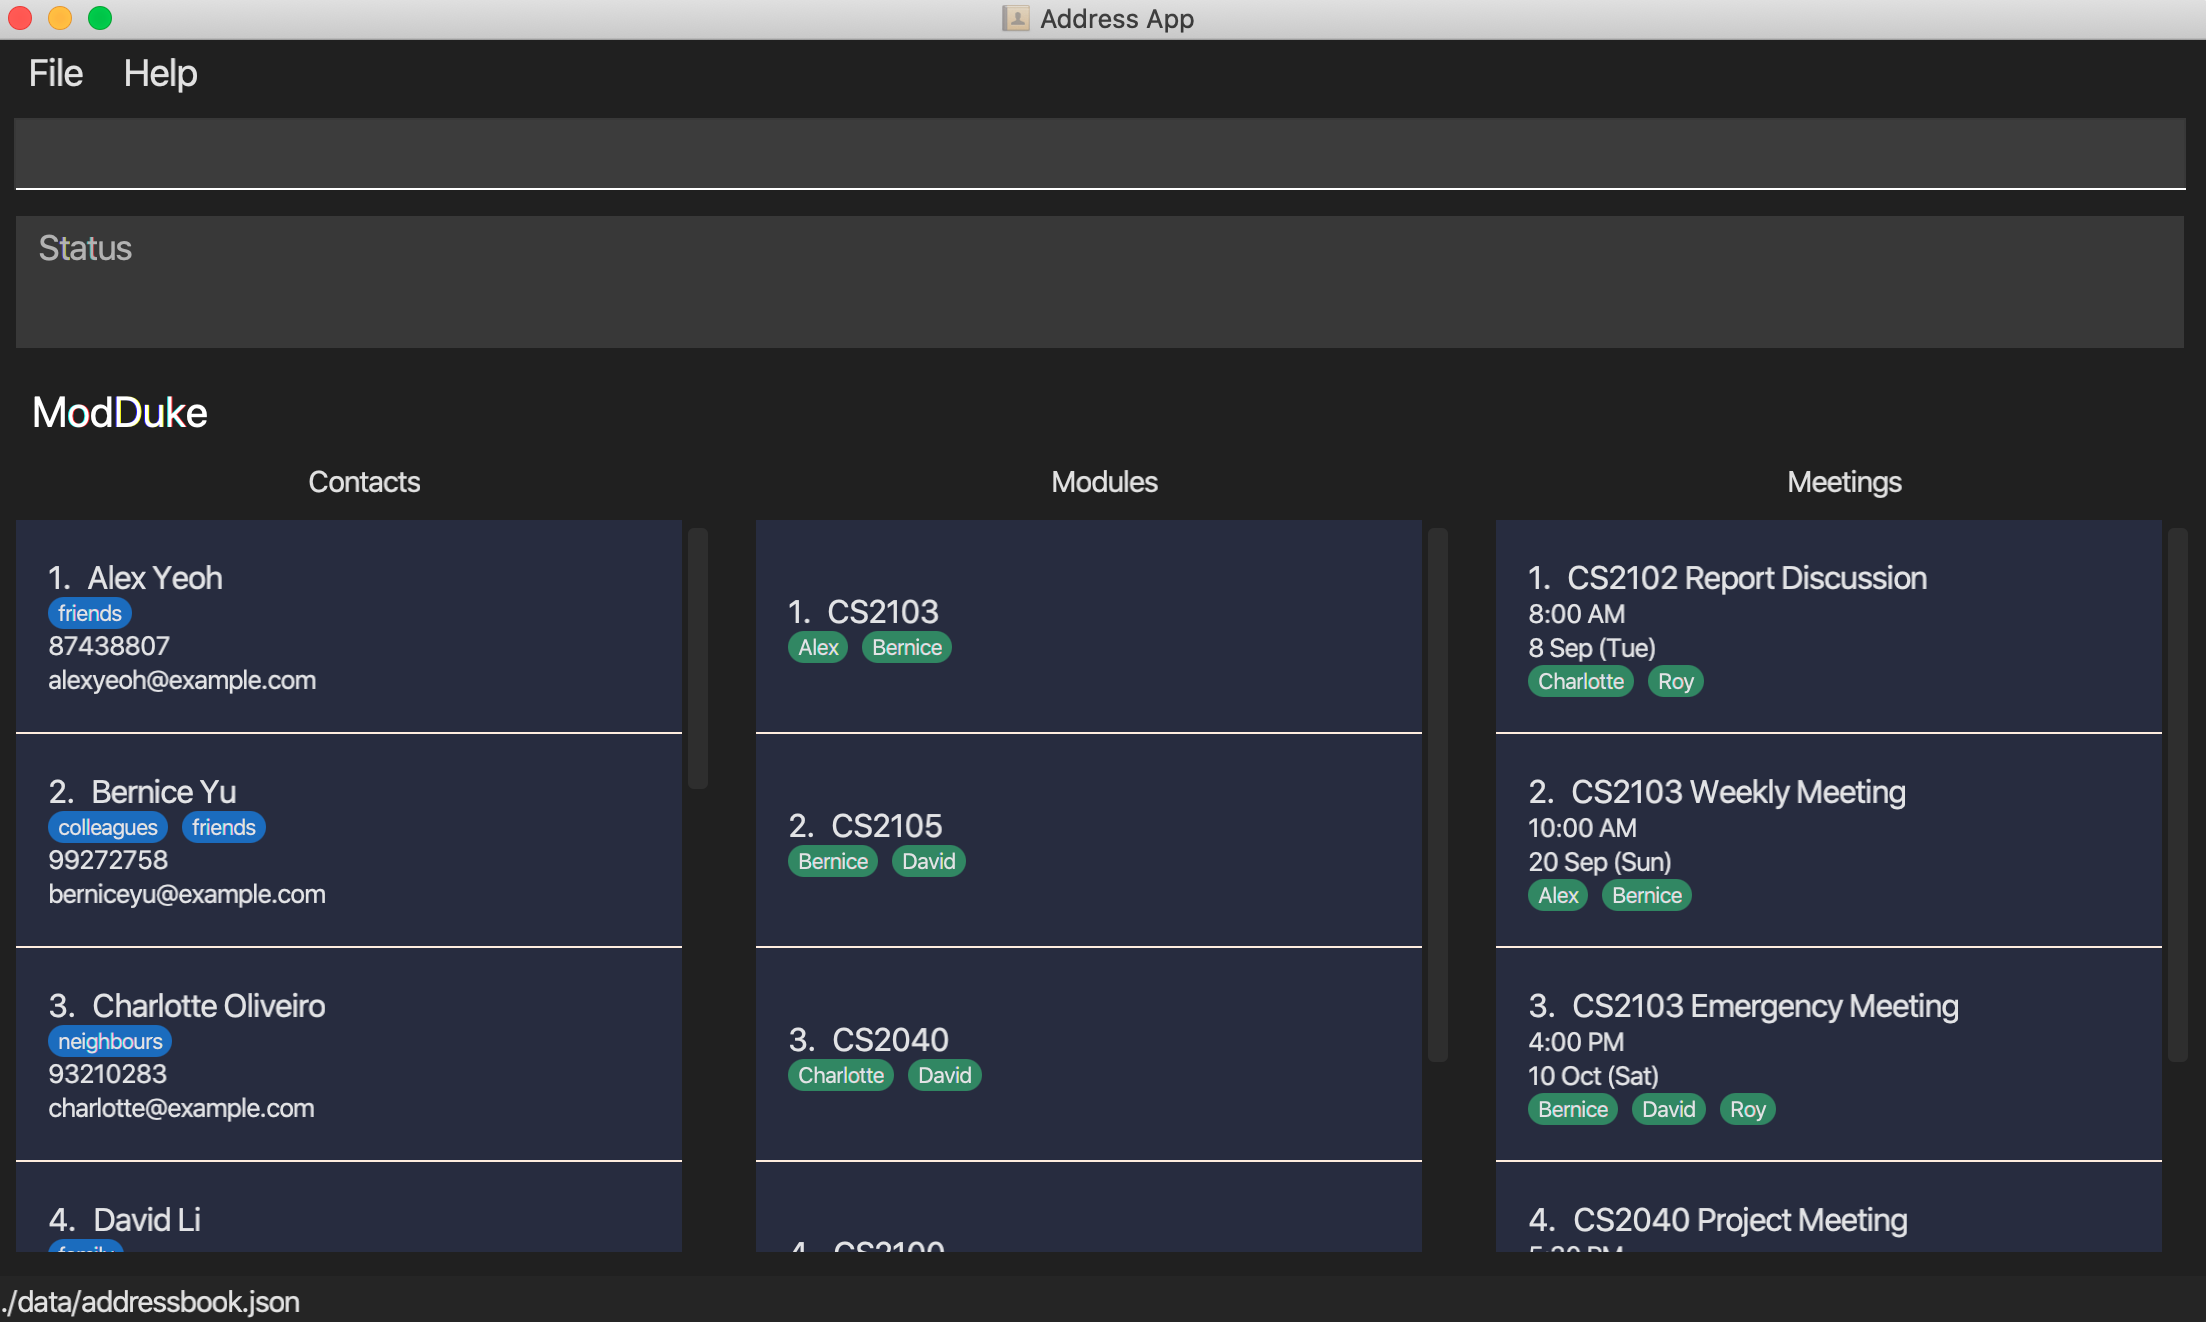 Address App
File Help
Status
ModDuke
Contacts
1. Alex Yeoh
friends
87438807
alexyeoh@example.com
2. Bernice Yu
colleagues friends
99272758
berniceyu@example.com
3. Charlotte Oliveiro
neighbours
93210283
charlotte@example.com
4. David Li
family
Modules
1. CS2103
Alex Bernice
2. CS2105
Bernice David
3. CS2040
Charlotte David
4. CS2100
Meetings
1. CS2102 Report Discussion
8:00 AM
8 Sep (Tue)
Charlotte Roy
2. CS2103 Weekly Meeting
10:00 AM
20 Sep (Sun)
Alex Bernice
3. CS2103 Emergency Meeting
4:00 PM
10 Oct (Sat)
Bernice David Roy
4. CS2040 Project Meeting
./data/addressbook.json